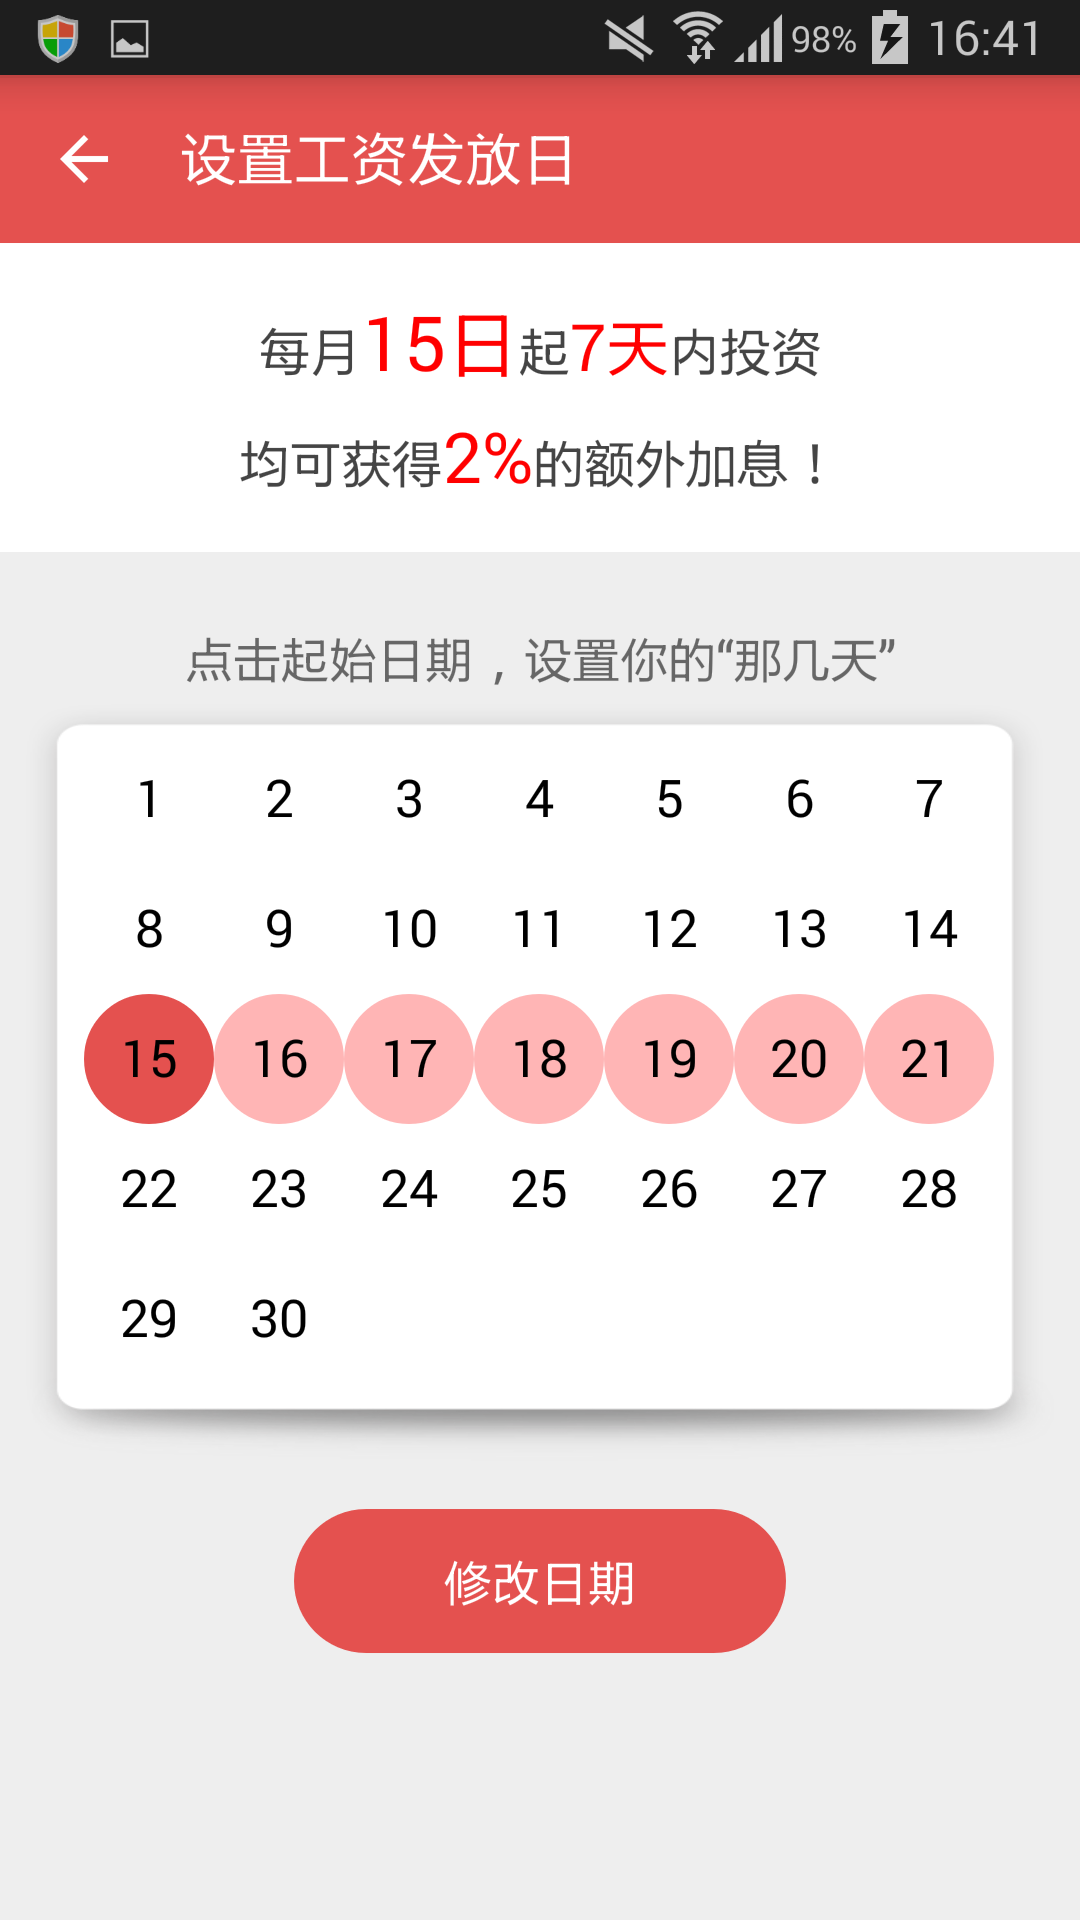 98% 16:41
设置工资发放日
每月15日起7天内投资
均可获得2%的额外加息！
点击起始日期，设置你的“那几天”
1 2 3 4 5 6 7
8 9 10 11 12 13 14
15 16 17 18 19 20 21
22 23 24 25 26 27 28
29 30
修改日期